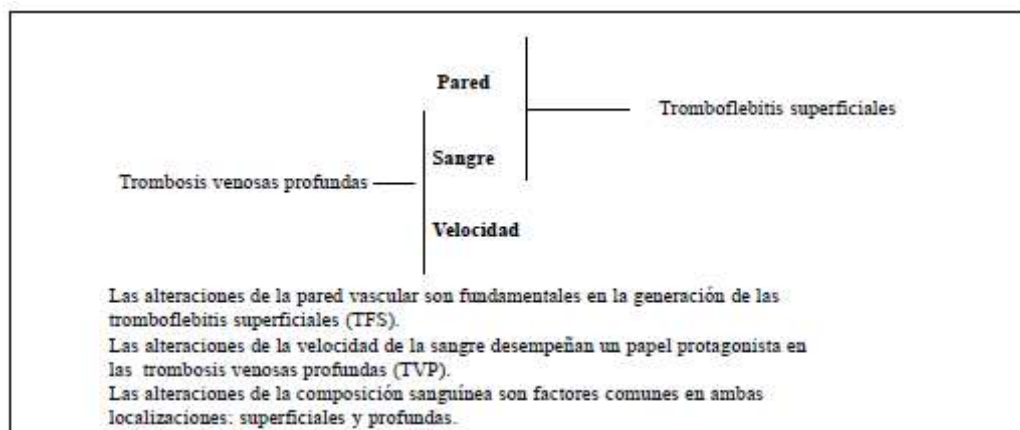 Pared
Tromboflebitis superficiales
Sangre
Trombosis venosas profundas
Velocidad
Las alteraciones de la pared vascular son fundamentales en la generación de las
tromboflebitis superficiales (TFS).
Las alteraciones de la velocidad de la sangre desempeñan un papel protagonista en
las trombosis venosas profundas (TVP).
Las alteraciones de la composición sanguínea son factores comunes en ambas
localizaciones: superficiales y profundas.